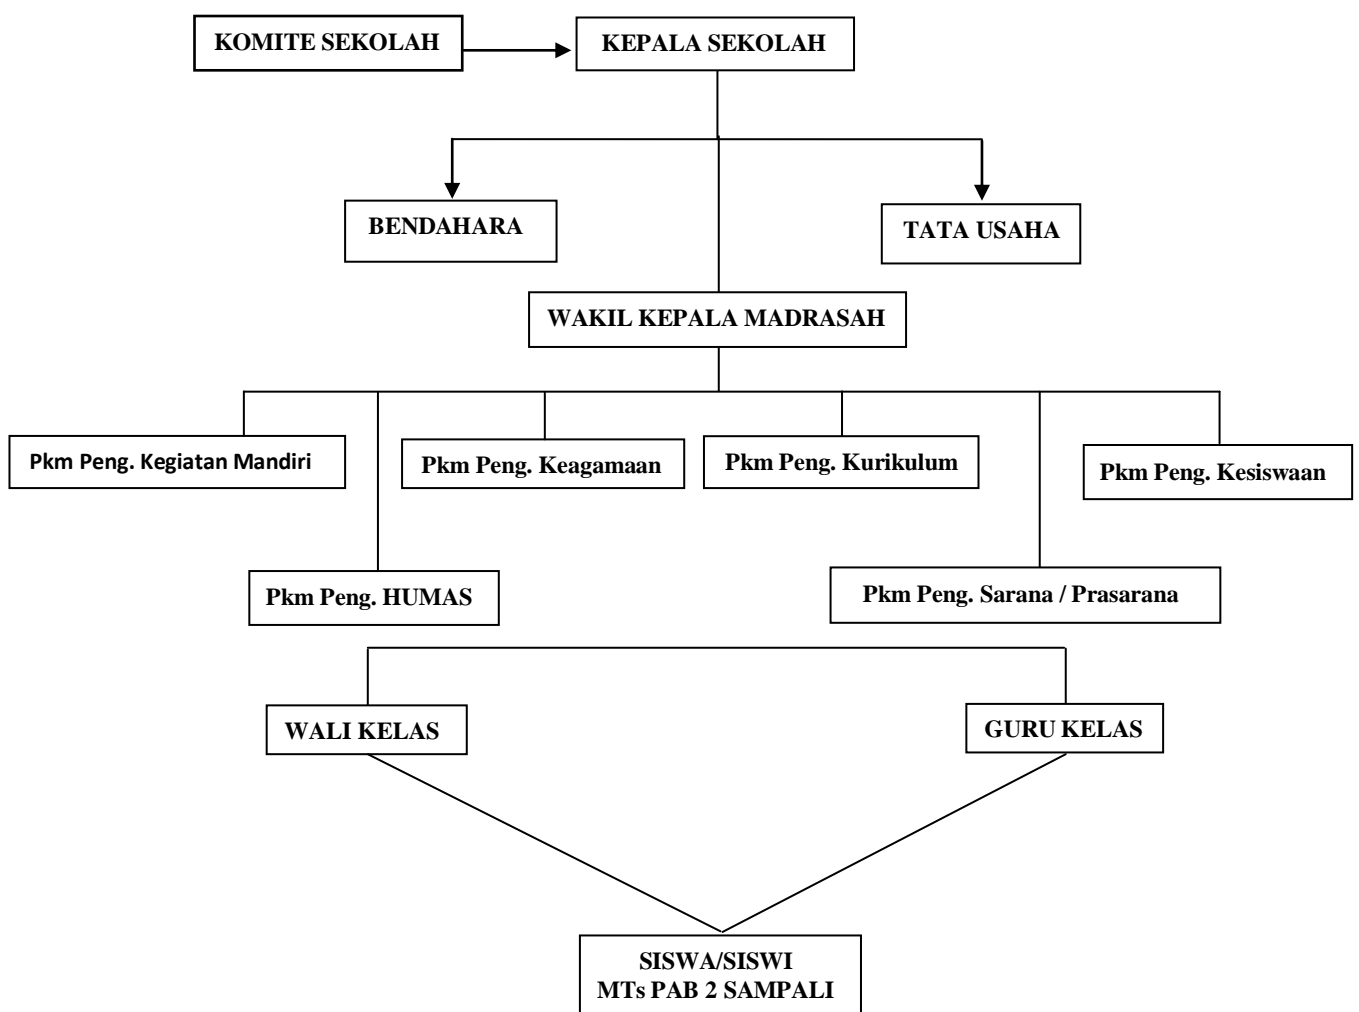 KOMITE SEKOLAH
KEPALA SEKOLAH
BENDAHARA
TATA USAHA
WAKIL KEPALA MADRASAH
Pkm Peng. Kegiatan Mandiri
Pkm Peng. Keagamaan
Pkm Peng. Kurikulum
Pkm Peng. Kesiswaan
Pkm Peng. HUMAS
Pkm Peng. Sarana / Prasarana
WALI KELAS
GURU KELAS
SISWA/SISWI
MTs PAB 2 SAMPALI